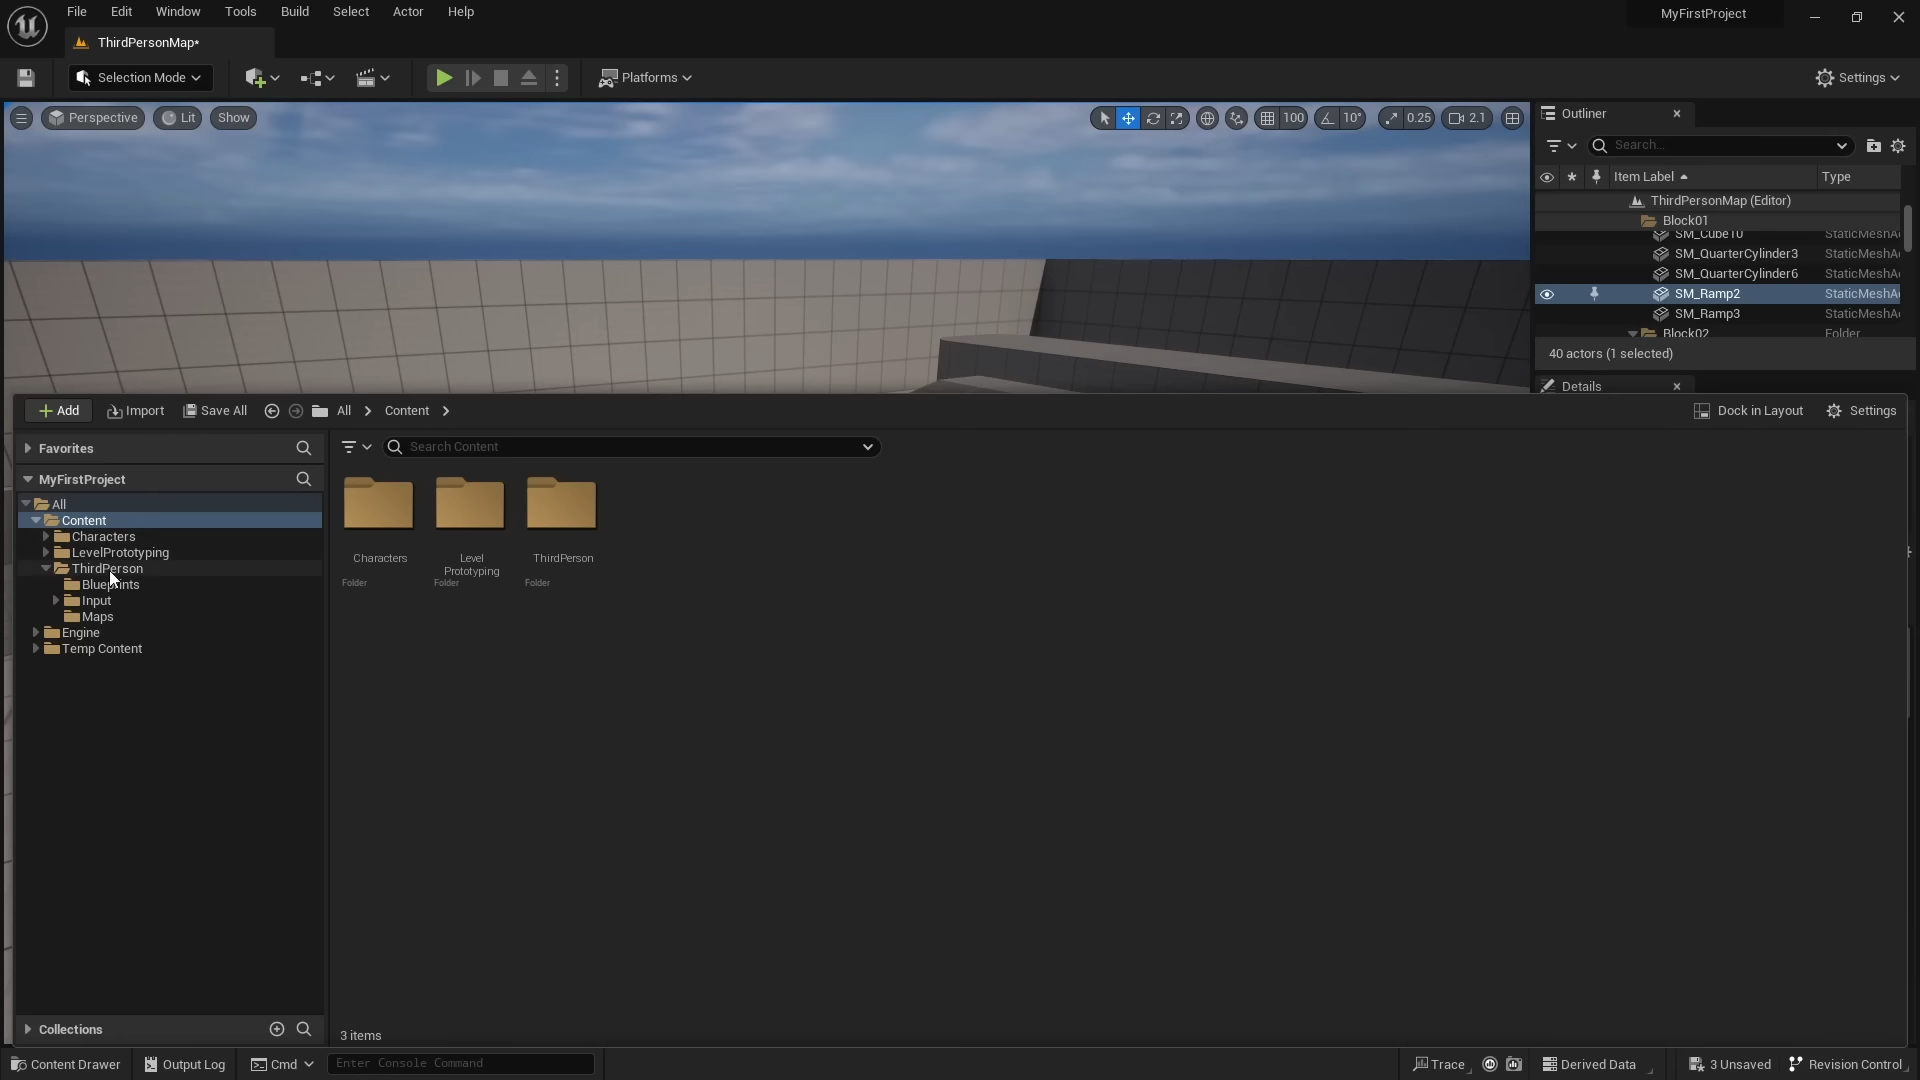 File Edit Window Tools Build Select Actor Help
MyFirstProject
ThirdPersonMap*
Selection Mode
Platforms
Settings
Perspective Lit Show
100 10° 0.25 2.1
Outliner
Search...
Item Label Type
ThirdPersonMap (Editor)
Block01
SM_Cube10 StaticMeshA
SM_QuarterCylinder3 StaticMeshA
SM_QuarterCylinder6 StaticMeshA
SM_Ramp2 StaticMeshA
SM_Ramp3 StaticMeshA
Block02 Folder
40 actors (1 selected)
Details
Add Import Save All All Content Dock in Layout Settings
Favorites
Search Content
MyFirstProject
All
Content
Characters
LevelPrototyping
ThirdPerson
Blueprints
Input
Maps
Engine
Temp Content
Characters
Folder
Level
Prototyping
Folder
ThirdPerson
Folder
Collections
3 items
Content Drawer Output Log Cmd Enter Console Command Trace Derived Data 3 Unsaved Revision Control